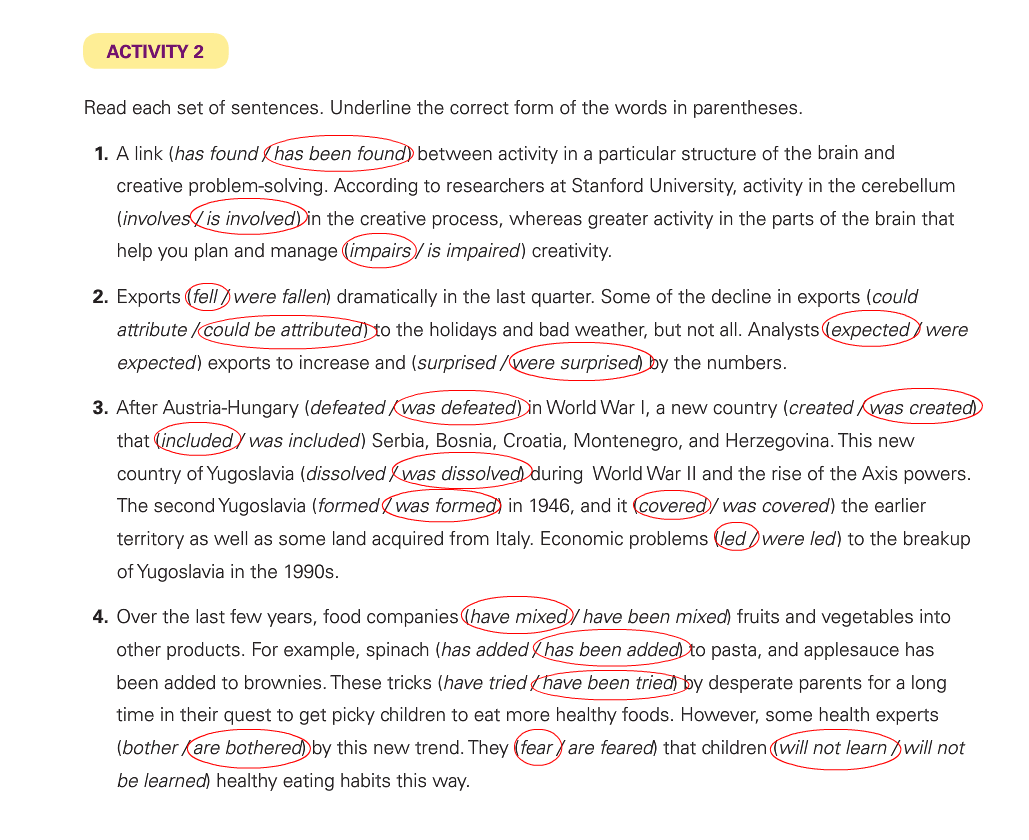 ACTIVITY 2
Read each set of sentences. Underline the correct form of the words in parentheses.
1. A link (has found / has been found) between activity in a particular structure of the brain and
creative problem-solving. According to researchers at Stanford University, activity in the cerebellum
(involves / is involved) in the creative process, whereas greater activity in the parts of the brain that
help you plan and manage (impairs / is impaired) creativity.
2. Exports (fell / were fallen) dramatically in the last quarter. Some of the decline in exports (could
attribute / could be attributed) to the holidays and bad weather, but not all. Analysts (expected / were
expected) exports to increase and (surprised / were surprised) by the numbers.
3. After Austria-Hungary (defeated / was defeated) in World War I, a new country (created / was created)
that (included / was included) Serbia, Bosnia, Croatia, Montenegro, and Herzegovina. This new
country of Yugoslavia (dissolved / was dissolved) during World War II and the rise of the Axis powers.
The second Yugoslavia (formed / was formed) in 1946, and it (covered / was covered) the earlier
territory as well as some land acquired from Italy. Economic problems (led / were led) to the breakup
of Yugoslavia in the 1990s.
4. Over the last few years, food companies (have mixed / have been mixed) fruits and vegetables into
other products. For example, spinach (has added / has been added) to pasta, and applesauce has
been added to brownies. These tricks (have tried / have been tried) by desperate parents for a long
time in their quest to get picky children to eat more healthy foods. However, some health experts
(bother / are bothered) by this new trend. They (fear / are feared) that children (will not learn / will not
be learned) healthy eating habits this way.